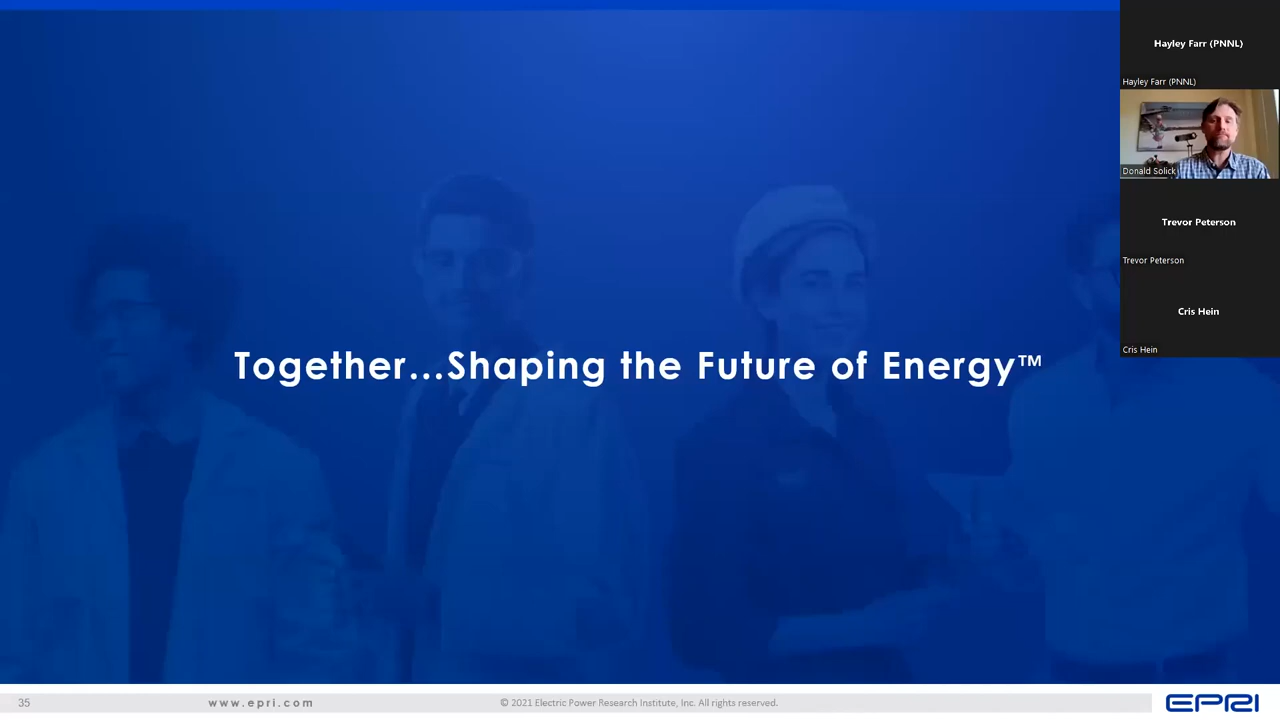 Hayley Farr (PNNL)
Hayley Farr (PNNL)
Donald Solick
Trevor Peterson
Trevor Peterson
Cris Hein
Cris Hein
Together...Shaping the Future of Energy™
35
www.epri.com
© 2021 Electric Power Research Institute, Inc. All rights reserved.
EPRI